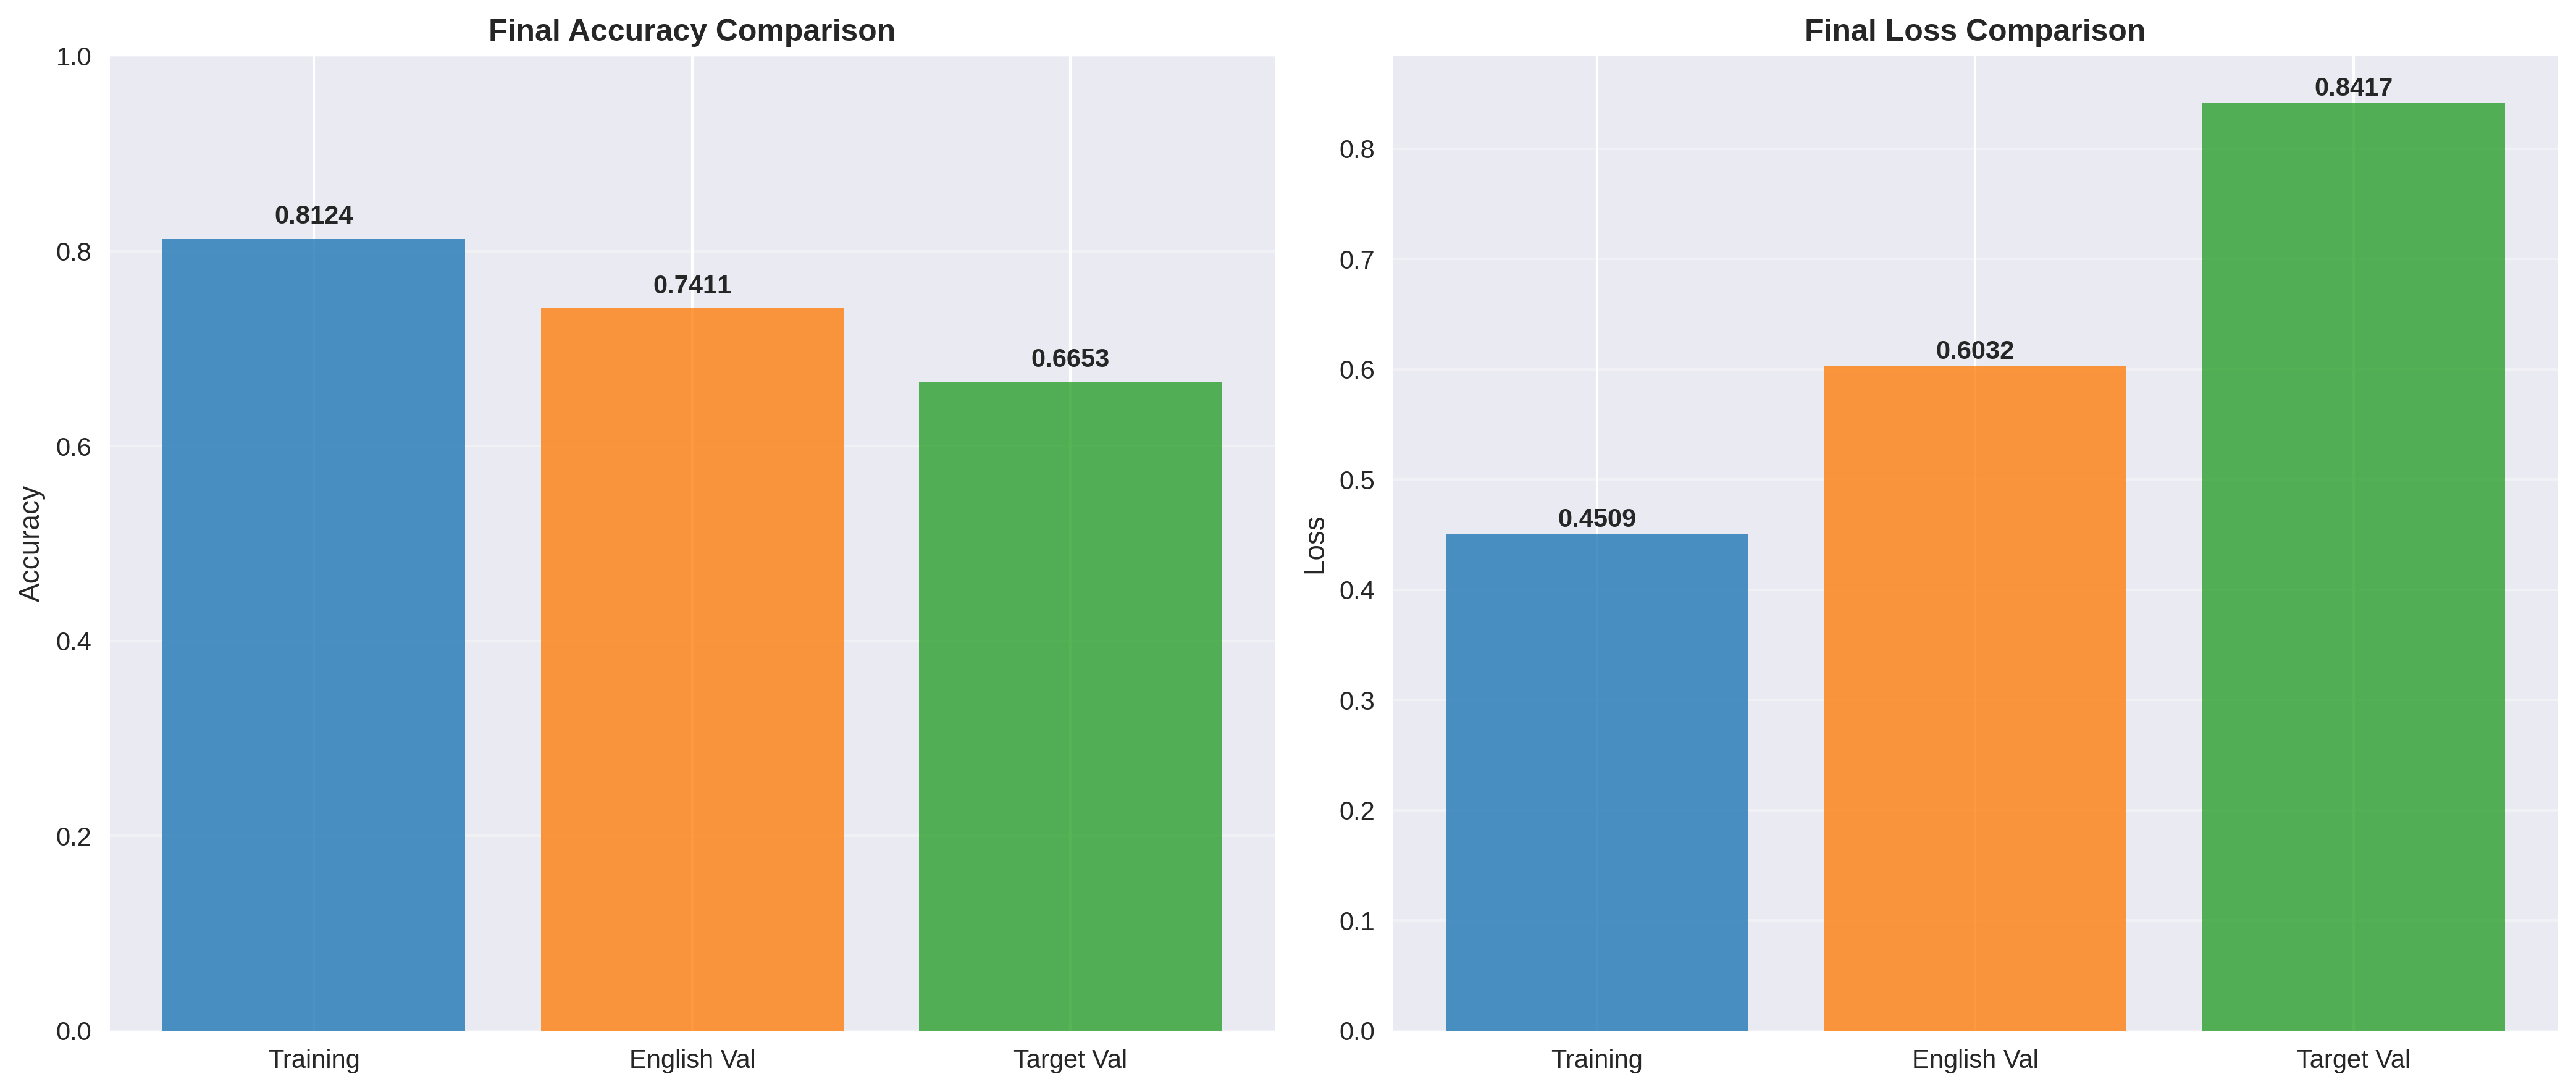 Final Accuracy Comparison
1.0
0.8
0.6
0.4
0.2
0.0
Accuracy
0.8124
0.7411
0.6653
Training
English Val
Target Val
Final Loss Comparison
0.8
0.7
0.6
0.5
0.4
0.3
0.2
0.1
0.0
Loss
0.4509
0.6032
0.8417
Training
English Val
Target Val